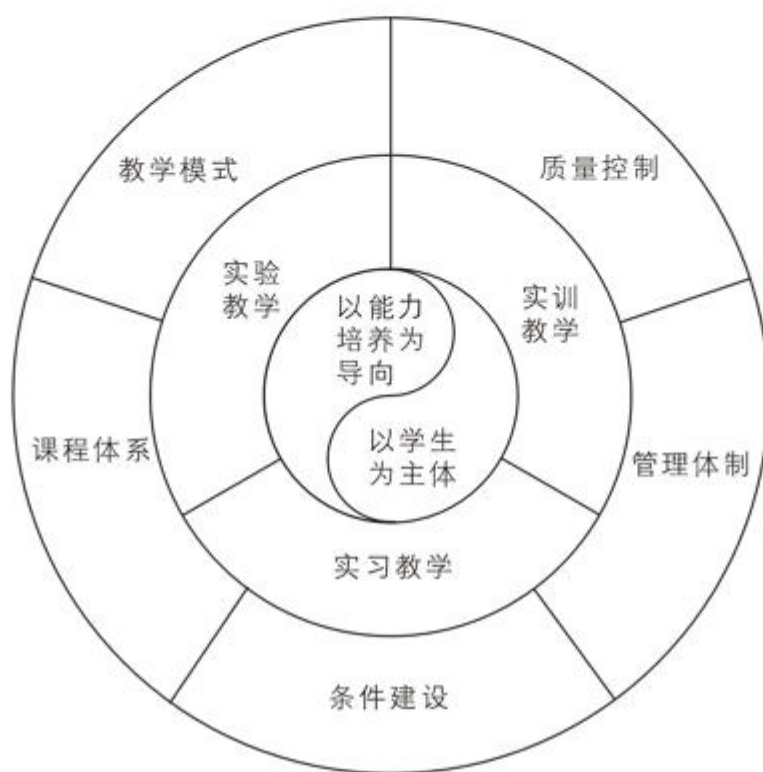 教学模式
质量控制
实验
教学
实训
教学
以能力
培养为
导向
以学生
为主体
课程体系
管理体制
实习教学
条件建设